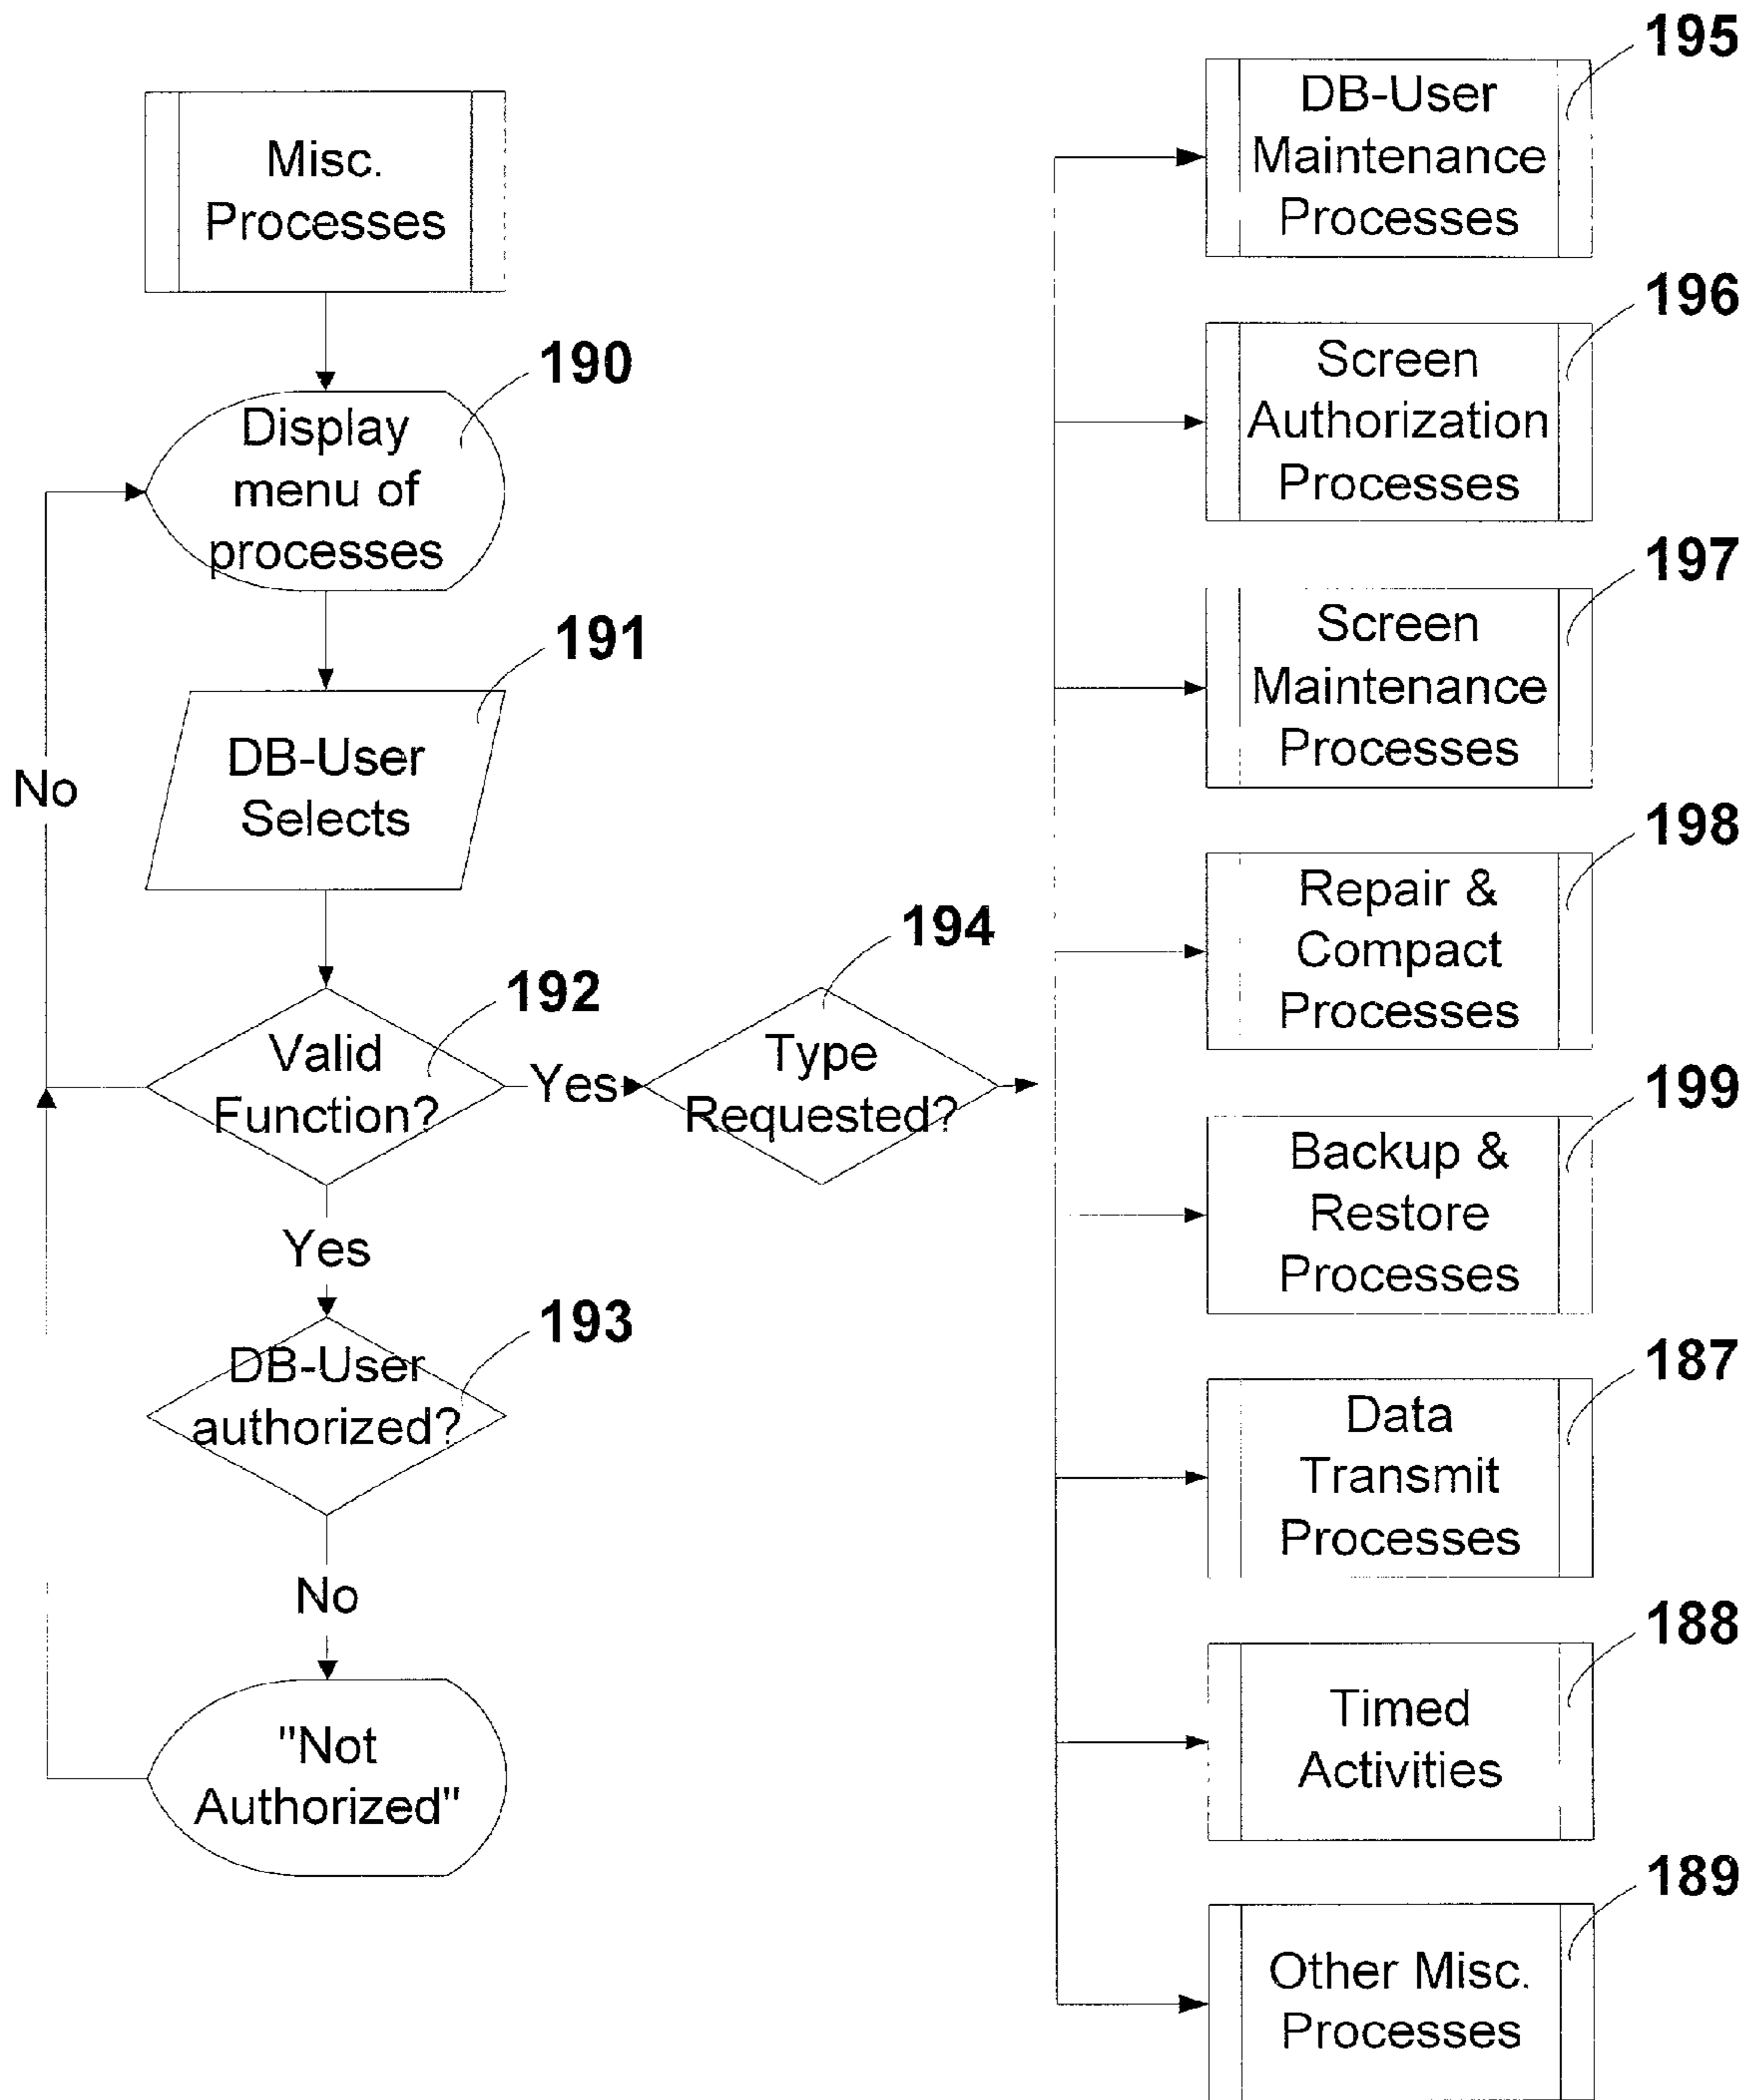 Misc.
Processes
190
Display
menu of
processes
191
DB-User
Selects
No
192
Valid
Function?
Yes
194
Type
Requested?
Yes
193
DB-User
authorized?
No
"Not
Authorized"
195
DB-User
Maintenance
Processes
196
Screen
Authorization
Processes
197
Screen
Maintenance
Processes
198
Repair &
Compact
Processes
199
Backup &
Restore
Processes
187
Data
Transmit
Processes
188
Timed
Activities
189
Other Misc.
Processes